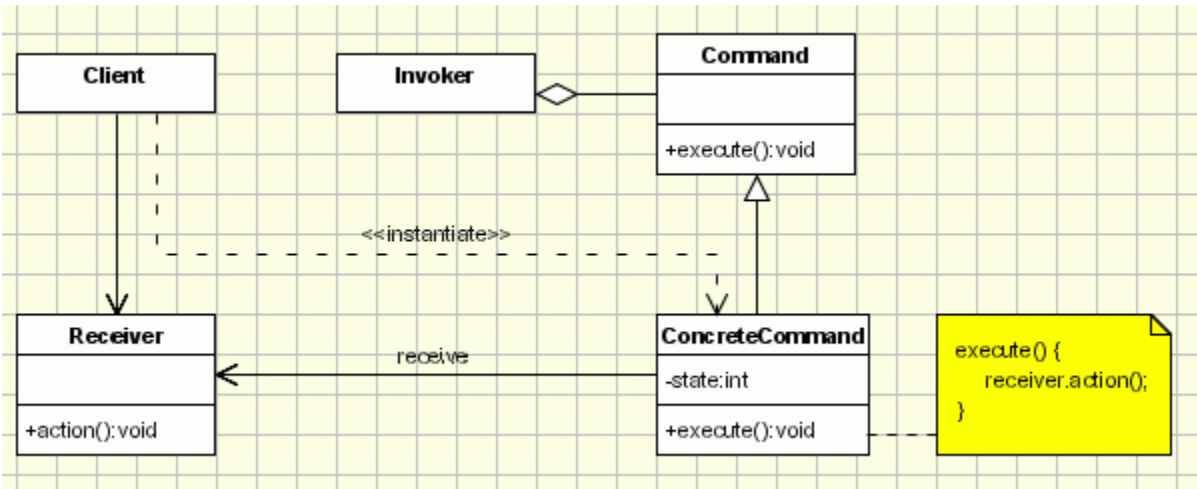 Client
Invoker
Command
+execute():void
<<instantiate>>
Receiver
+action():void
receive
ConcreteCommand
-state:int
+execute():void
execute() {
receiver.action();
}